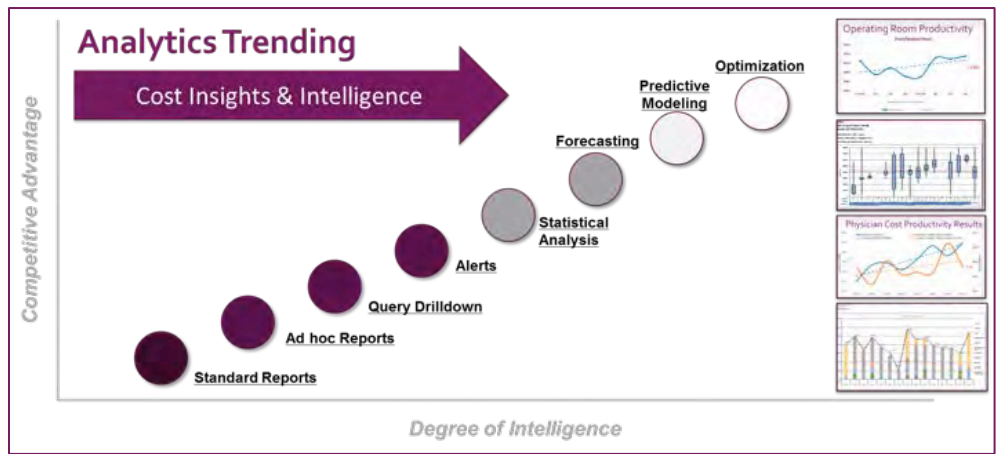 Analytics Trending
Cost Insights & Intelligence
Competitive Advantage
Degree of Intelligence
Standard Reports
Ad hoc Reports
Query Drilldown
Alerts
Statistical
Analysis
Forecasting
Predictive
Modeling
Optimization
Operating Room Productivity
Physician Cost Productivity Results